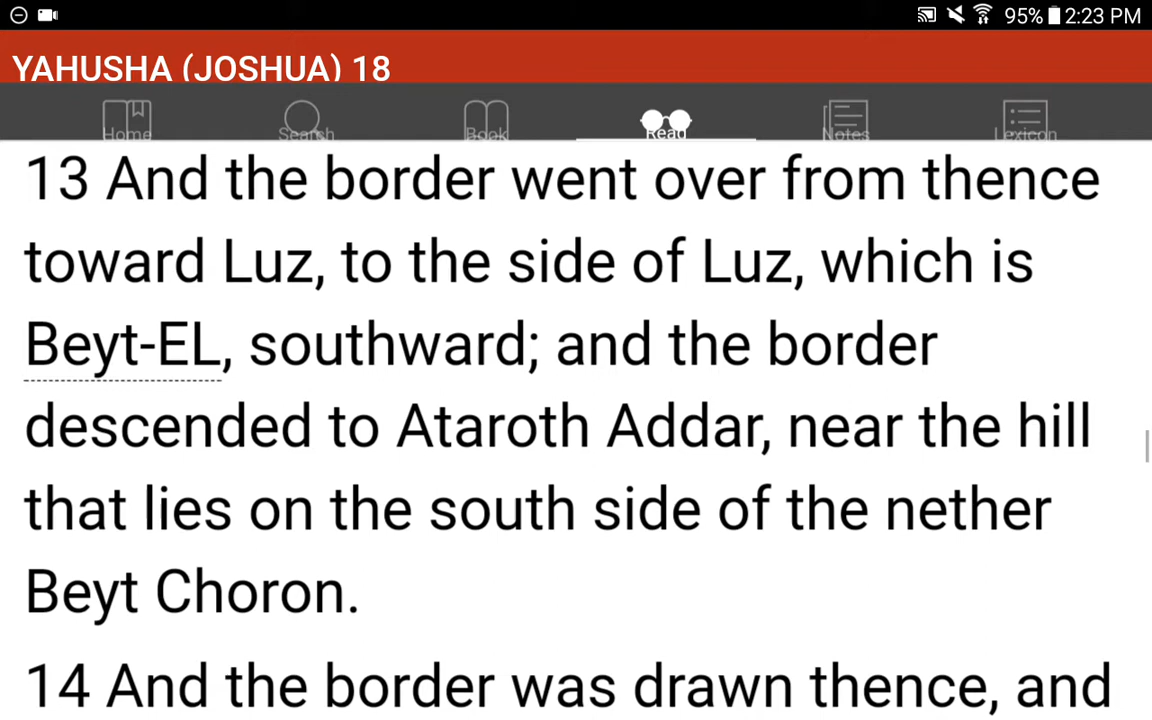 95% 2:23 PM
YAHUSHA (JOSHUA) 18
Home Search Book Read Notes Lexicon
13 And the border went over from thence
toward Luz, to the side of Luz, which is
Beyt-EL, southward; and the border
descended to Ataroth Addar, near the hill
that lies on the south side of the nether
Beyt Choron.
14 And the border was drawn thence, and